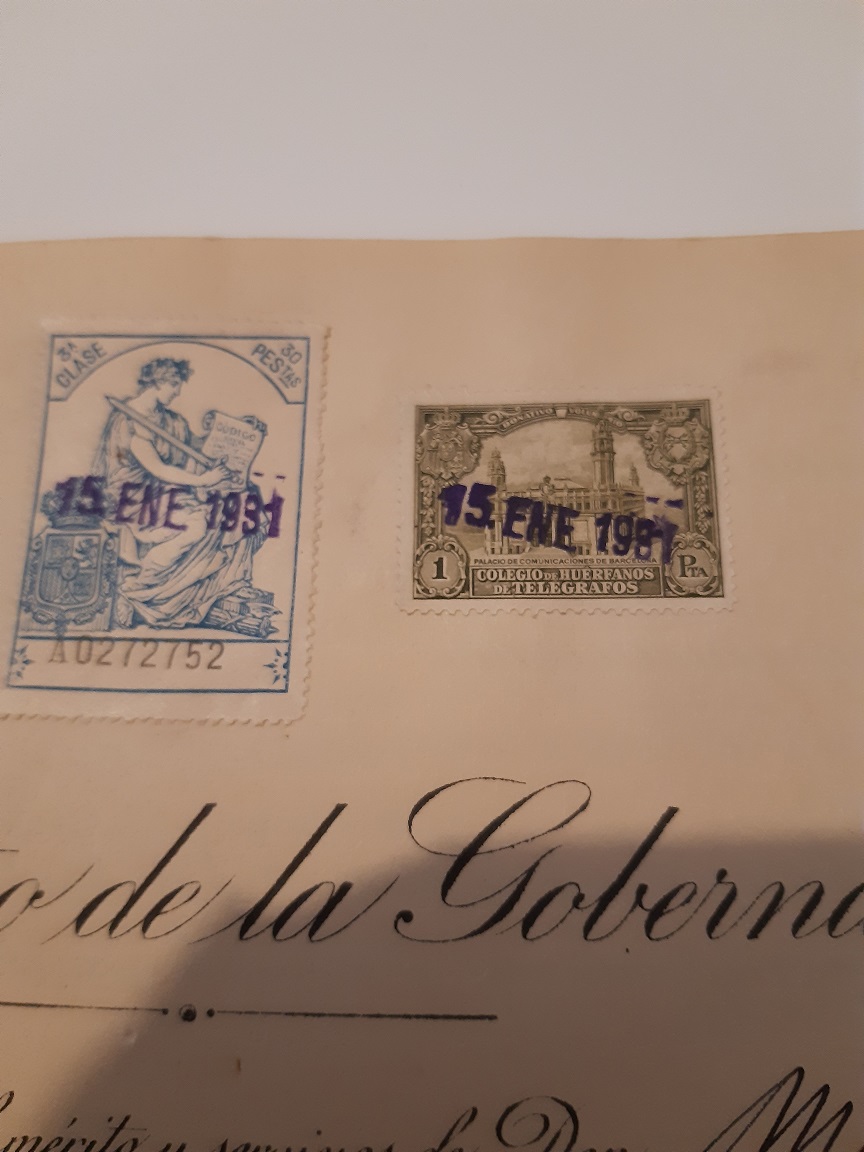 3ª CLASE
30 PESTAS
CÓDIGO
15 ENE 1931
A0272752
DONATIVO
15. ENE 1931
PALACIO DE COMUNICACIONES DE BARCELONA
1 PTA
COLEGIO DE HUERFANOS
DE TELEGRAFOS
o de la Goberna
mérito y servicios de Don M